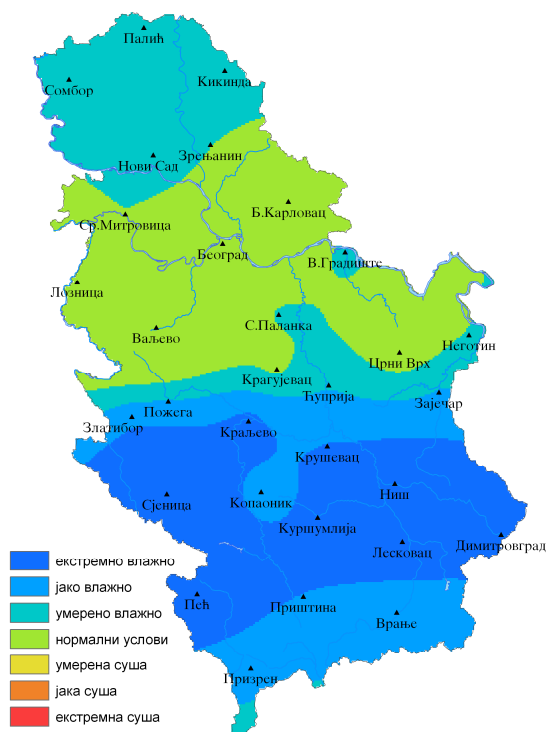 Палић
Сомбор
Кикинда
Зрењанин
Нови Сад
Б.Карловац
Ср.Митровица
Београд
В.Градиште
Лозница
С.Паланка
Ваљево
Неготин
Црни Врх
Крагујевац
Ћуприја
Зајечар
Пожега
Златибор
Краљево
Крушевац
Ниш
Сјеница
Копаоник
Куршумлија
Лесковац
Димитровград
Пећ
Приштина
Врање
Призрен
екстремно влажно
јако влажно
умерено влажно
нормални услови
умерена суша
јака суша
екстремна суша